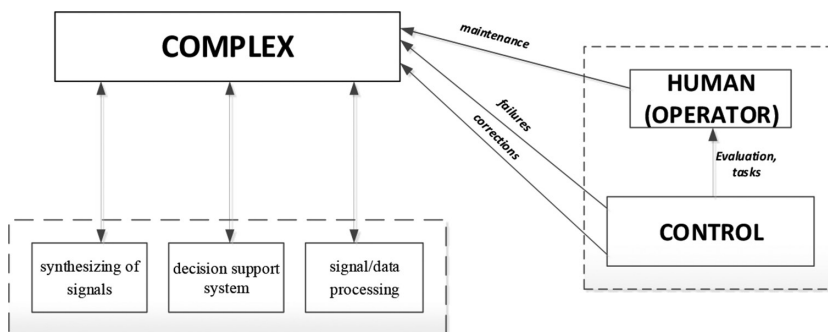 COMPLEX
maintenance
HUMAN
(OPERATOR)
failures
corrections
Evaluation,
tasks
CONTROL
synthesizing of
signals
decision support
system
signal/data
processing